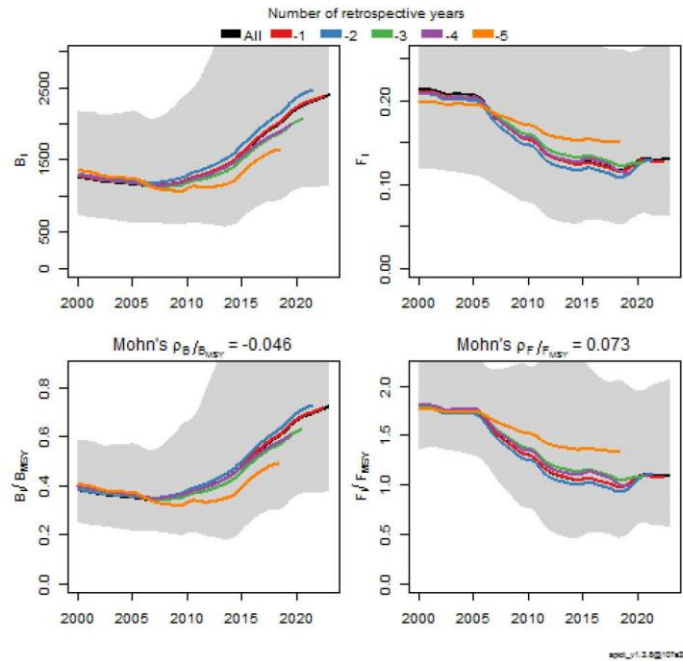 Number of retrospective years
All -1 -2 -3 -4 -5
2500
1500
500
0
Bt
2000 2005 2010 2015 2020
0.20
0.10
0.00
Ft
2000 2005 2010 2015 2020
Mohn's ρB/BMSY = -0.046
0.8
0.6
0.4
0.2
0.0
Bt/BMSY
2000 2005 2010 2015 2020
Mohn's ρF/FMSY = 0.073
2.0
1.5
1.0
0.5
0.0
Ft/FMSY
2000 2005 2010 2015 2020